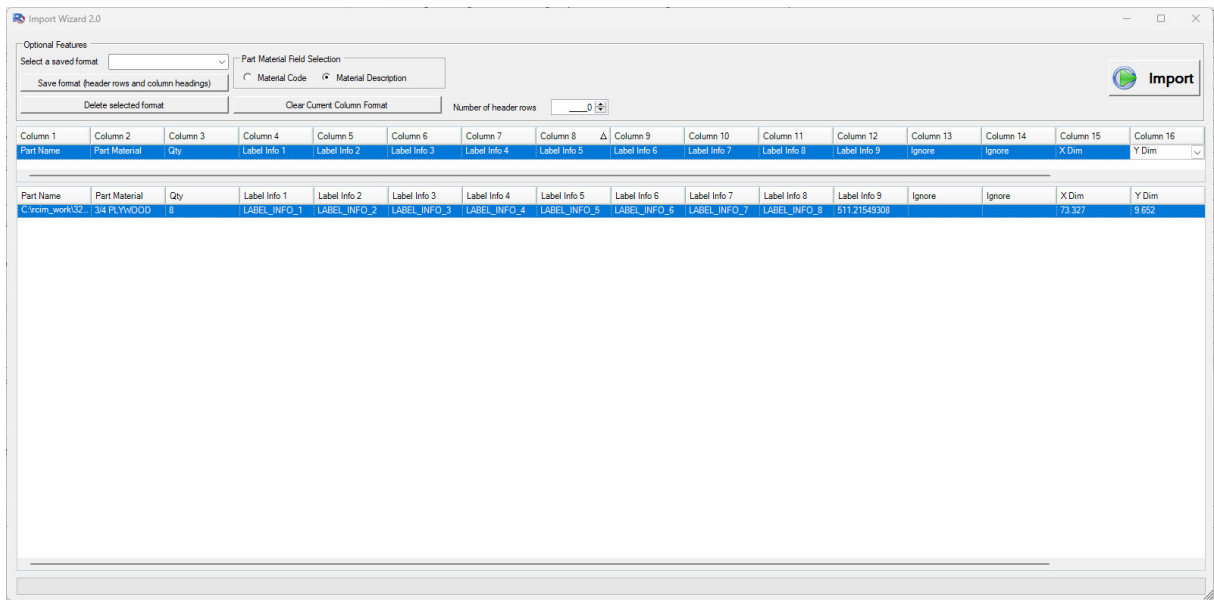 Import Wizard 2.0
Optional Features
Select a saved format
Part Material Field Selection
Material Code Material Description
Save format (header rows and column headings)
Import
Delete selected format Clear Current Column Format Number of header rows ____0
Column 1 Column 2 Column 3 Column 4 Column 5 Column 6 Column 7 Column 8 Column 9 Column 10 Column 11 Column 12 Column 13 Column 14 Column 15 Column 16
Part Name Part Material Qty Label Info 1 Label Info 2 Label Info 3 Label Info 4 Label Info 5 Label Info 6 Label Info 7 Label Info 8 Label Info 9 Ignore Ignore X Dim Y Dim
Part Name Part Material Qty Label Info 1 Label Info 2 Label Info 3 Label Info 4 Label Info 5 Label Info 6 Label Info 7 Label Info 8 Label Info 9 Ignore Ignore X Dim Y Dim
C:\rcim_work\32... 3/4 PLYWOOD 8 LABEL_INFO_1 LABEL_INFO_2 LABEL_INFO_3 LABEL_INFO_4 LABEL_INFO_5 LABEL_INFO_6 LABEL_INFO_7 LABEL_INFO_8 511.21549308 73.327 9.652